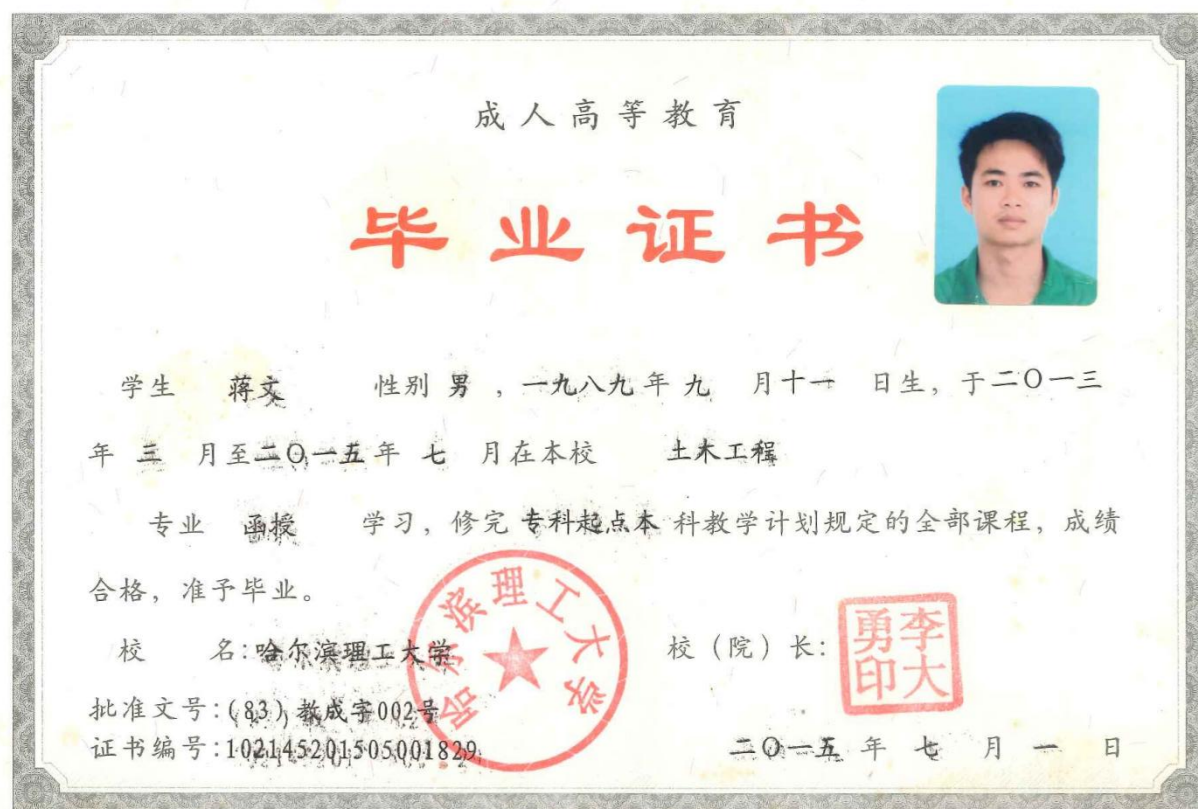 成人高等教育
毕业证书
学生 蒋文 性别 男 ，一九八九年 九 月十一 日生，于二〇一三
年 三 月至二〇一五年 七 月在本校 土木工程
专业 函授 学习，修完 专科起点本 科教学计划规定的全部课程，成绩
合格，准予毕业。
校 名：哈尔滨理工大学 校（院）长：
李大勇印
哈尔滨理工大学
批准文号：(83)教成字002号
证书编号：102145201505001829
二〇一五 年 七 月 一 日